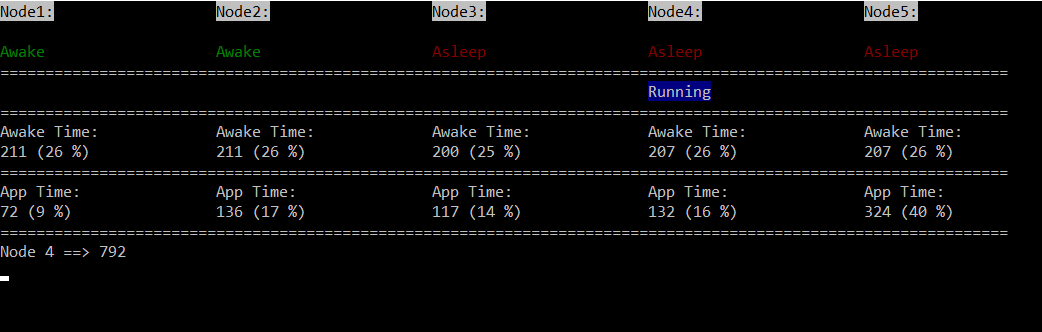 Node1: Node2: Node3: Node4: Node5:
Awake Awake Asleep Asleep Asleep
================================================================================================================
Running
================================================================================================================
Awake Time: Awake Time: Awake Time: Awake Time: Awake Time:
211 (26 %) 211 (26 %) 200 (25 %) 207 (26 %) 207 (26 %)
================================================================================================================
App Time: App Time: App Time: App Time: App Time:
72 (9 %) 136 (17 %) 117 (14 %) 132 (16 %) 324 (40 %)
================================================================================================================
Node 4 ==> 792